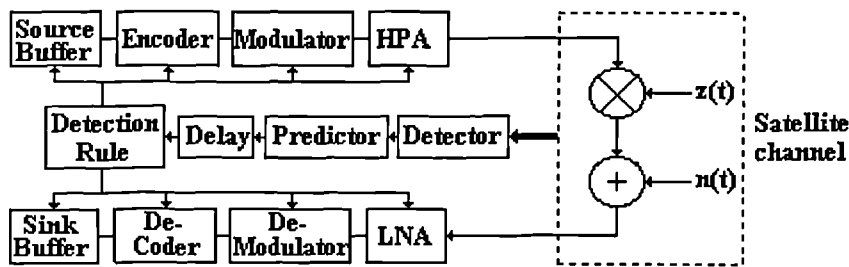 Source
Buffer
Encoder
Modulator
HPA
z(t)
Detection
Rule
Delay
Predictor
Detector
Satellite
channel
n(t)
Sink
Buffer
De-
Coder
De-
Modulator
LNA